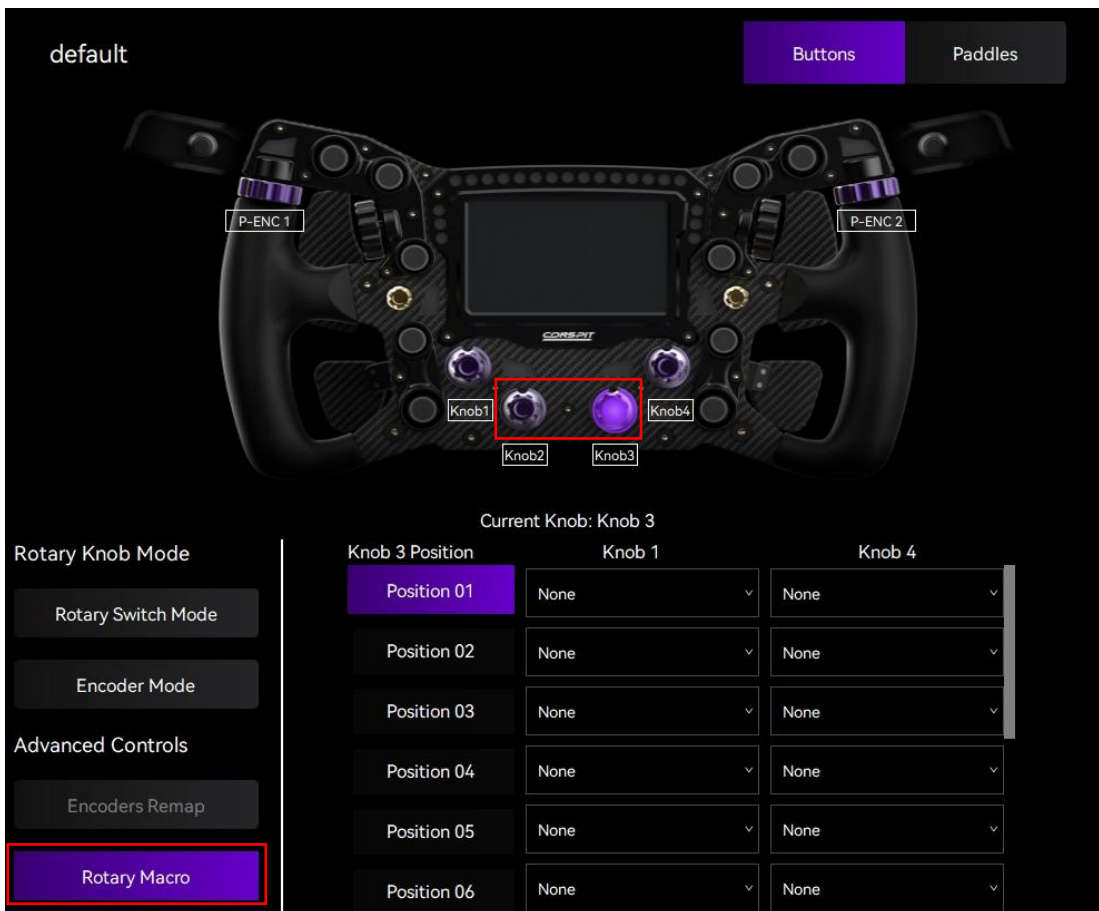 default
Buttons
Paddles
P-ENC 1
P-ENC 2
CORSPIT
Knob1
Knob4
Knob2
Knob3
Current Knob: Knob 3
Rotary Knob Mode
Rotary Switch Mode
Encoder Mode
Advanced Controls
Encoders Remap
Rotary Macro
Knob 3 Position
Knob 1
Knob 4
Position 01
None
None
Position 02
None
None
Position 03
None
None
Position 04
None
None
Position 05
None
None
Position 06
None
None